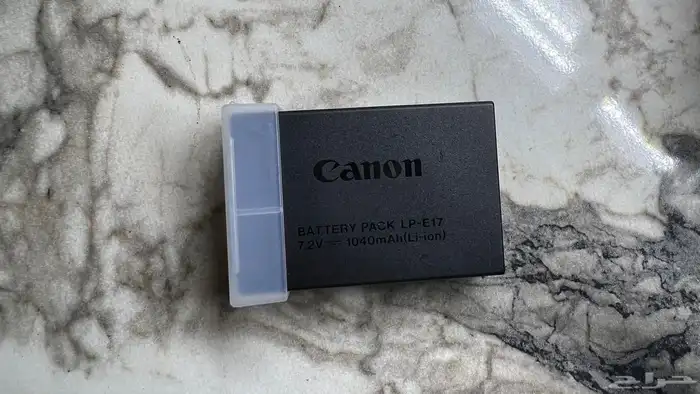 Canon
BATTERY PACK LP-E17
7.2V ⎓ 1040mAh(Li-ion)
حراج